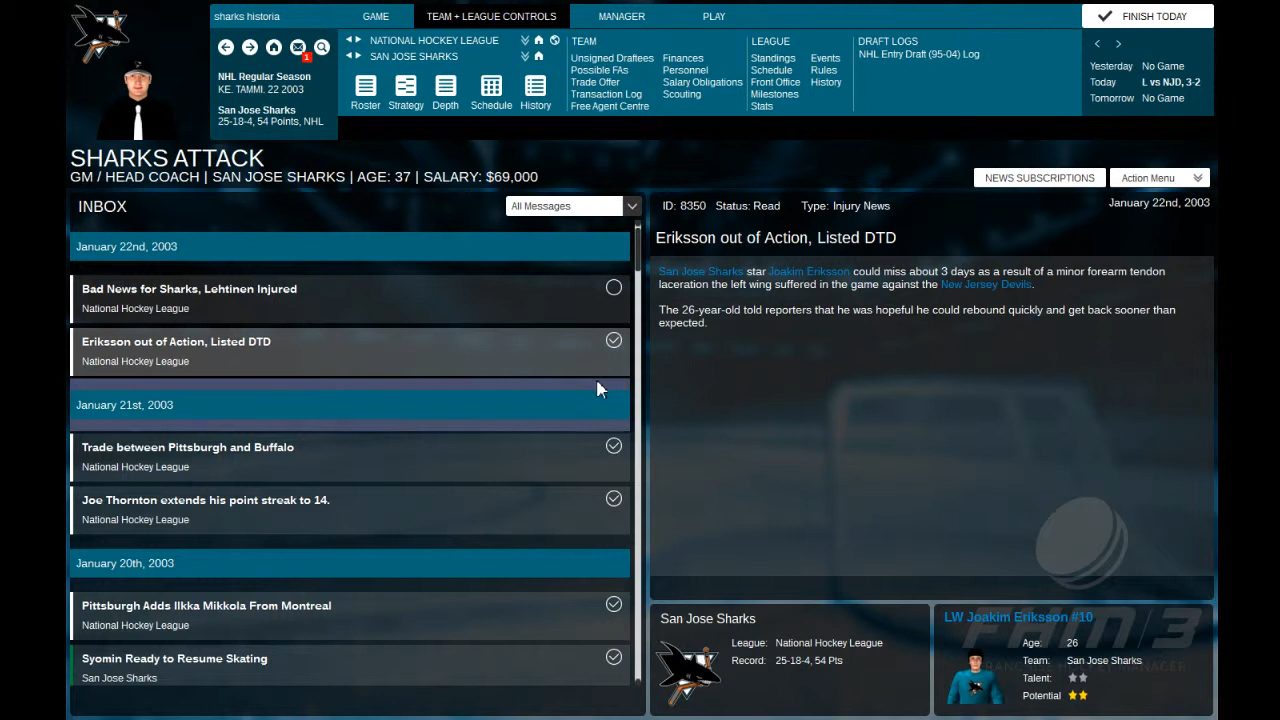 sharks historia
GAME
TEAM + LEAGUE CONTROLS
MANAGER
PLAY
FINISH TODAY
1
NHL Regular Season
KE. TAMMI. 22 2003
San Jose Sharks
25-18-4, 54 Points, NHL
NATIONAL HOCKEY LEAGUE
SAN JOSE SHARKS
Roster
Strategy
Depth
Schedule
History
TEAM
Unsigned Draftees
Possible FAs
Trade Offer
Transaction Log
Free Agent Centre
Finances
Personnel
Salary Obligations
Scouting
LEAGUE
Standings
Schedule
Front Office
Milestones
Stats
Events
Rules
History
DRAFT LOGS
NHL Entry Draft (95-04) Log
Yesterday No Game
Today L vs NJD, 3-2
Tomorrow No Game
SHARKS ATTACK
GM / HEAD COACH | SAN JOSE SHARKS | AGE: 37 | SALARY: $69,000
NEWS SUBSCRIPTIONS
Action Menu
INBOX
All Messages
January 22nd, 2003
Bad News for Sharks, Lehtinen Injured
National Hockey League
Eriksson out of Action, Listed DTD
National Hockey League
January 21st, 2003
Trade between Pittsburgh and Buffalo
National Hockey League
Joe Thornton extends his point streak to 14.
National Hockey League
January 20th, 2003
Pittsburgh Adds Ilkka Mikkola From Montreal
National Hockey League
Syomin Ready to Resume Skating
San Jose Sharks
ID: 8350 Status: Read Type: Injury News
January 22nd, 2003
Eriksson out of Action, Listed DTD
San Jose Sharks star Joakim Eriksson could miss about 3 days as a result of a minor forearm tendon
laceration the left wing suffered in the game against the New Jersey Devils.
The 26-year-old told reporters that he was hopeful he could rebound quickly and get back sooner than
expected.
San Jose Sharks
League: National Hockey League
Record: 25-18-4, 54 Pts
LW Joakim Eriksson #10
Age: 26
Team: San Jose Sharks
Talent:
Potential
FHM/3
FRANCHISE HOCKEY MANAGER